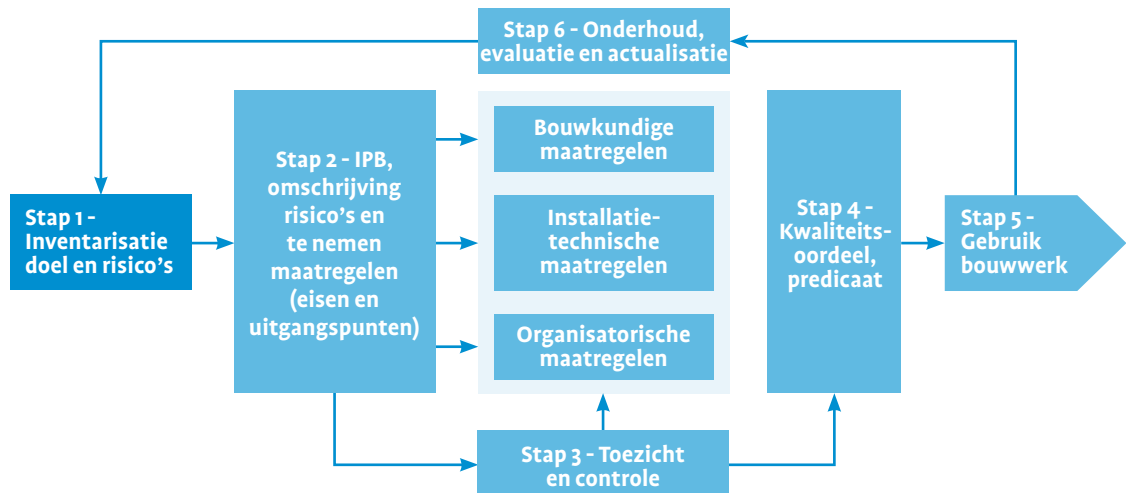 Stap 6 - Onderhoud,
evaluatie en actualisatie
Stap 1 -
Inventarisatie
doel en risico's
Stap 2 - IPB,
omschrijving
risico's en
te nemen
maatregelen
(eisen en
uitgangspunten)
Bouwkundige
maatregelen
Installatie-
technische
maatregelen
Organisatorische
maatregelen
Stap 3 - Toezicht
en controle
Stap 4 -
Kwaliteits-
oordeel,
predicaat
Stap 5 -
Gebruik
bouwwerk